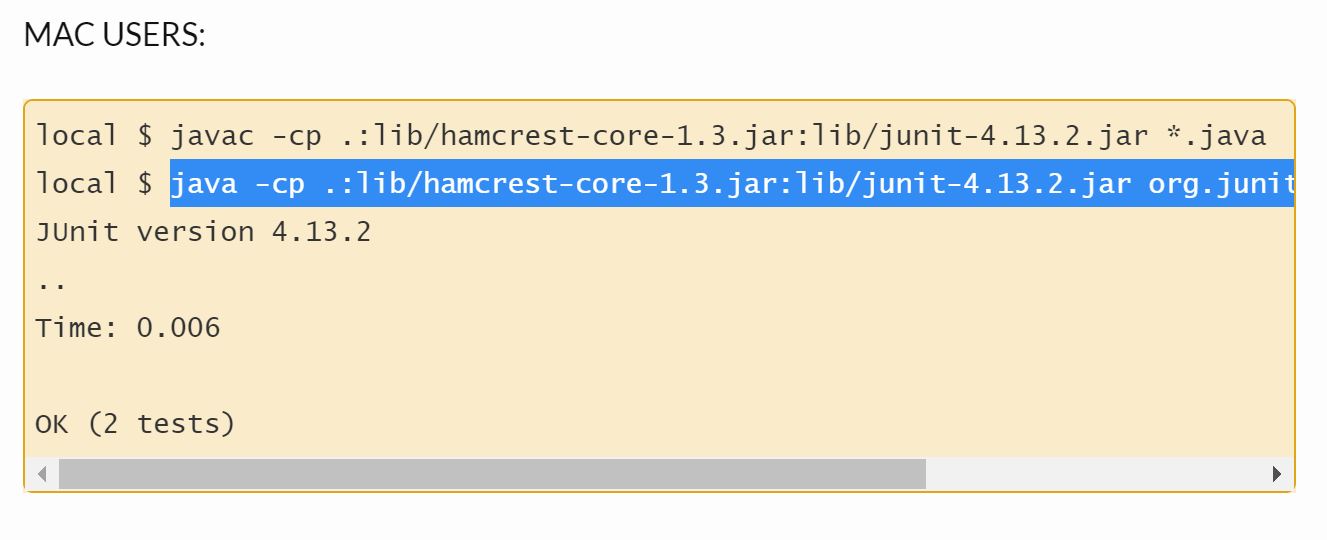 MAC USERS:
local $ javac -cp .:lib/hamcrest-core-1.3.jar:lib/junit-4.13.2.jar *.java
local $ java -cp .:lib/hamcrest-core-1.3.jar:lib/junit-4.13.2.jar org.junit
JUnit version 4.13.2
..
Time: 0.006
OK (2 tests)